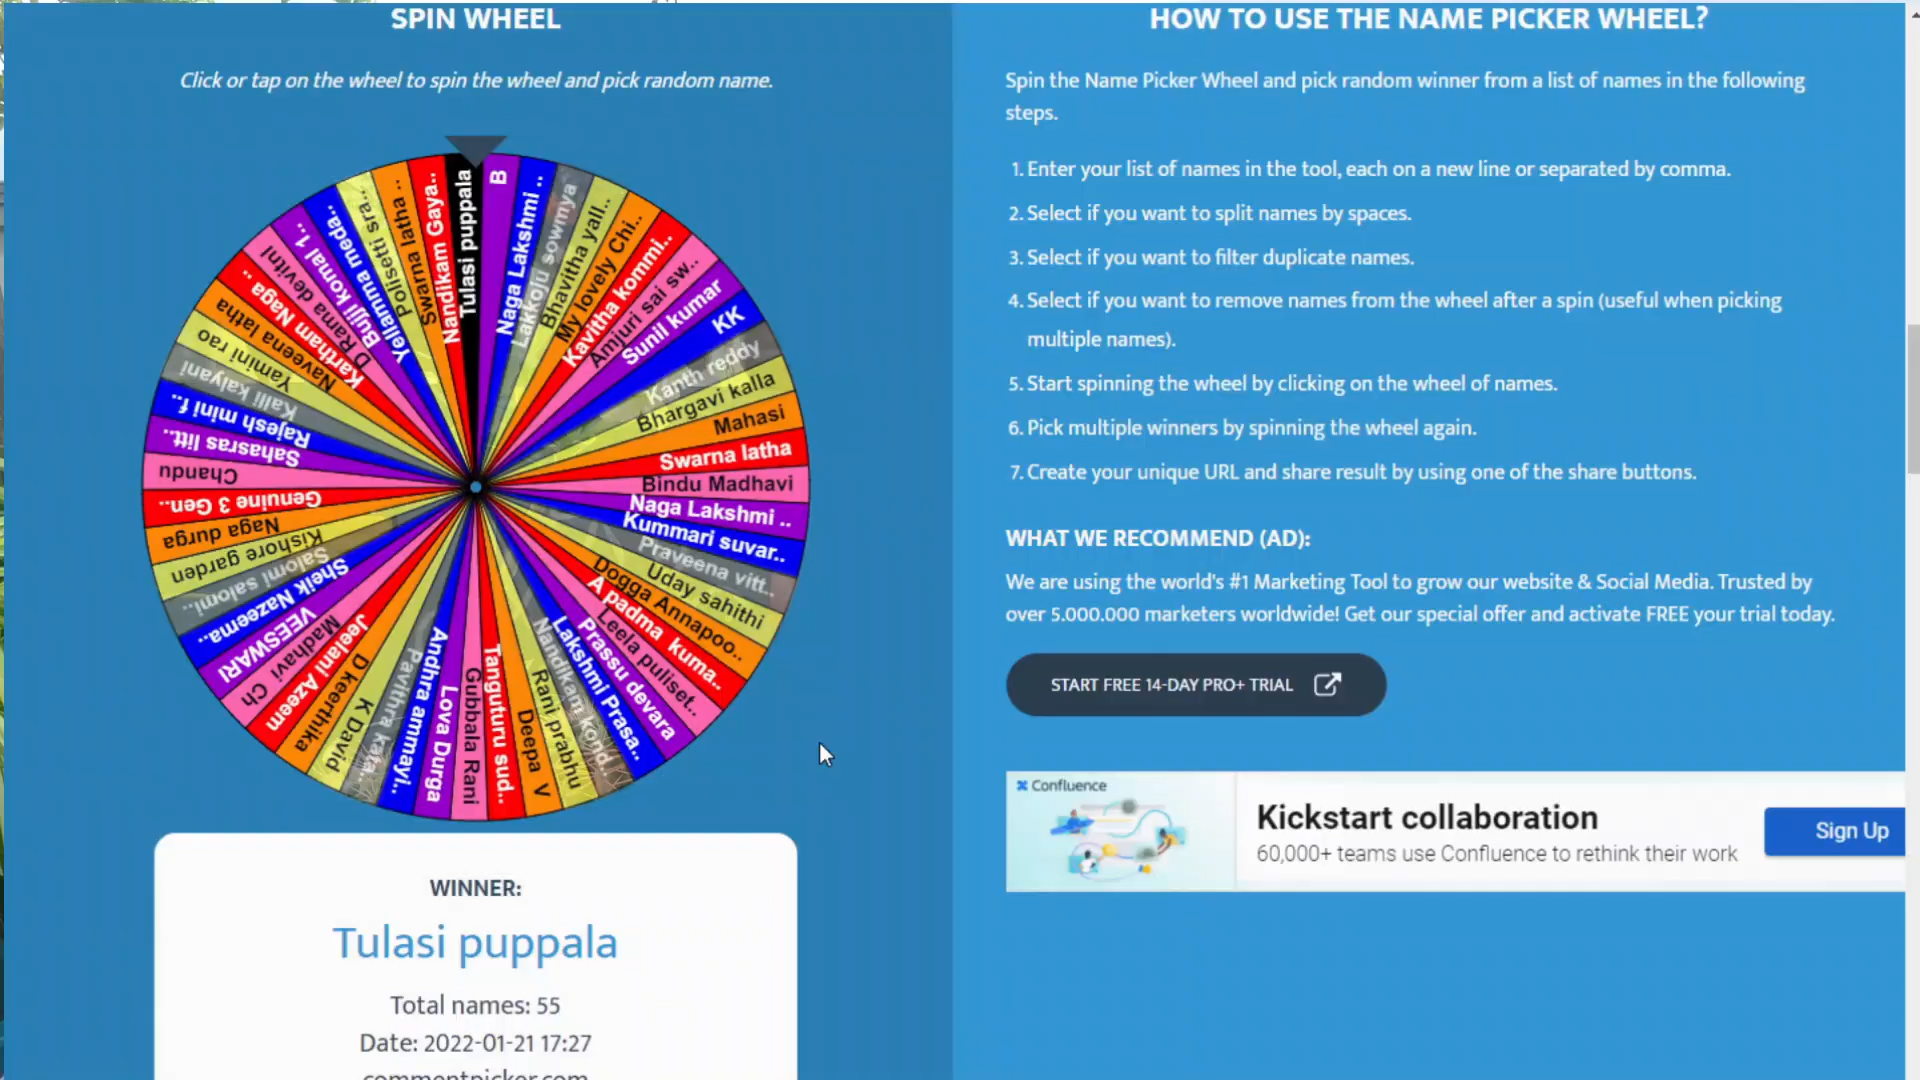 SPIN WHEEL
Click or tap on the wheel to spin the wheel and pick random name.
Tulasi puppala
B
Naga Lakshmi ..
Lakkoju sowmya
Bhavitha yall..
My lovely Chi..
Kavitha kommi..
Amjuri sai sw..
Sunil kumar
KK
Kanth reddy
Bhargavi kalla
Mahasi
Swarna latha
Bindu Madhavi
Naga Lakshmi ..
Kummari suvar..
Praveena vitt..
Uday sahithi
Dogga Annapoo..
A padma kuma..
Leela puliset..
Prassu devara
Lakshmi Prasa..
Nandikam kond..
Rani prabhu
Deepa V
Tanguturu sud..
Gubbala Rani
Lova Durga
Andhra ammayi..
Pavithra kata..
K David
D keerthika
Jeelani Azeem
Ch Madhavi
VEESWARI
Sheik Nazeema..
Salomi salomi..
Kishore garden
Naga durga
Genuine 3 Gen..
Chandu
Sahasras litt..
Rajesh mini f..
Kalli kalyani
Yamini rao
Naveena latha
Kartham Naga ..
D Rama devitnl
Bujji komal 1..
Yellamma meda..
Polisetti sra..
Swarna latha ..
Nandikam Gaya..
WINNER:
Tulasi puppala
Total names: 55
Date: 2022-01-21 17:27
commentpicker.com
HOW TO USE THE NAME PICKER WHEEL?
Spin the Name Picker Wheel and pick random winner from a list of names in the following
steps.
1. Enter your list of names in the tool, each on a new line or separated by comma.
2. Select if you want to split names by spaces.
3. Select if you want to filter duplicate names.
4. Select if you want to remove names from the wheel after a spin (useful when picking
multiple names).
5. Start spinning the wheel by clicking on the wheel of names.
6. Pick multiple winners by spinning the wheel again.
7. Create your unique URL and share result by using one of the share buttons.
WHAT WE RECOMMEND (AD):
We are using the world's #1 Marketing Tool to grow our website & Social Media. Trusted by
over 5.000.000 marketers worldwide! Get our special offer and activate FREE your trial today.
START FREE 14-DAY PRO+ TRIAL
Confluence
Kickstart collaboration
60,000+ teams use Confluence to rethink their work
Sign Up